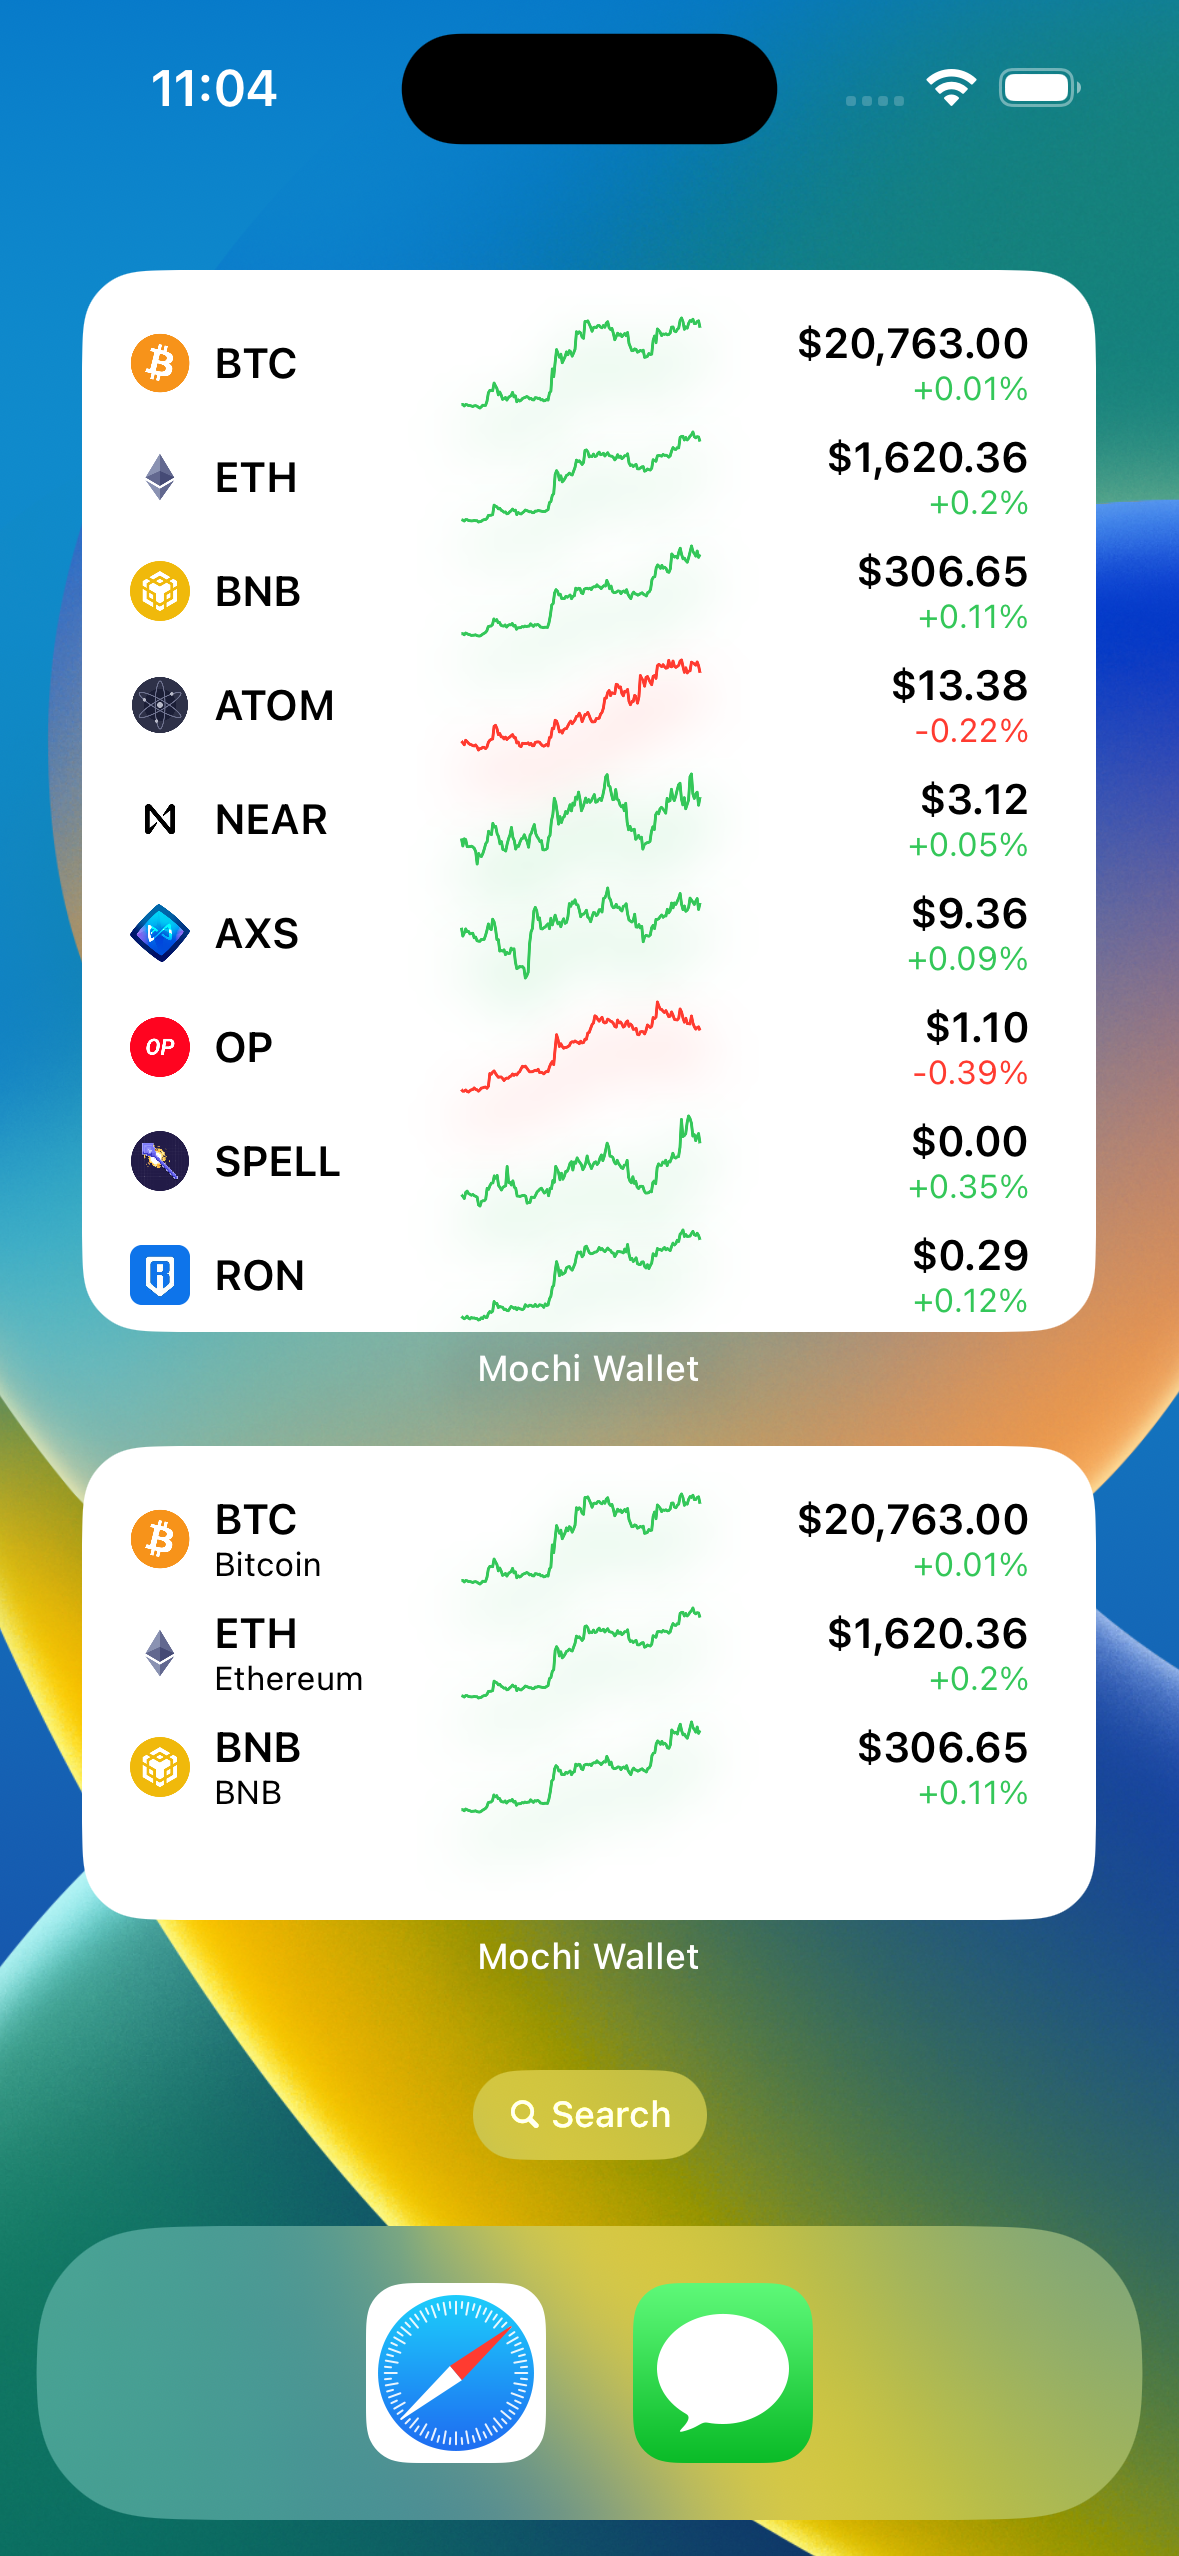 11:04
BTC
$20,763.00
+0.01%
ETH
$1,620.36
+0.2%
BNB
$306.65
+0.11%
ATOM
$13.38
-0.22%
NEAR
$3.12
+0.05%
AXS
$9.36
+0.09%
OP
OP
$1.10
-0.39%
SPELL
$0.00
+0.35%
RON
$0.29
+0.12%
Mochi Wallet
BTC
Bitcoin
$20,763.00
+0.01%
ETH
Ethereum
$1,620.36
+0.2%
BNB
BNB
$306.65
+0.11%
Mochi Wallet
Search